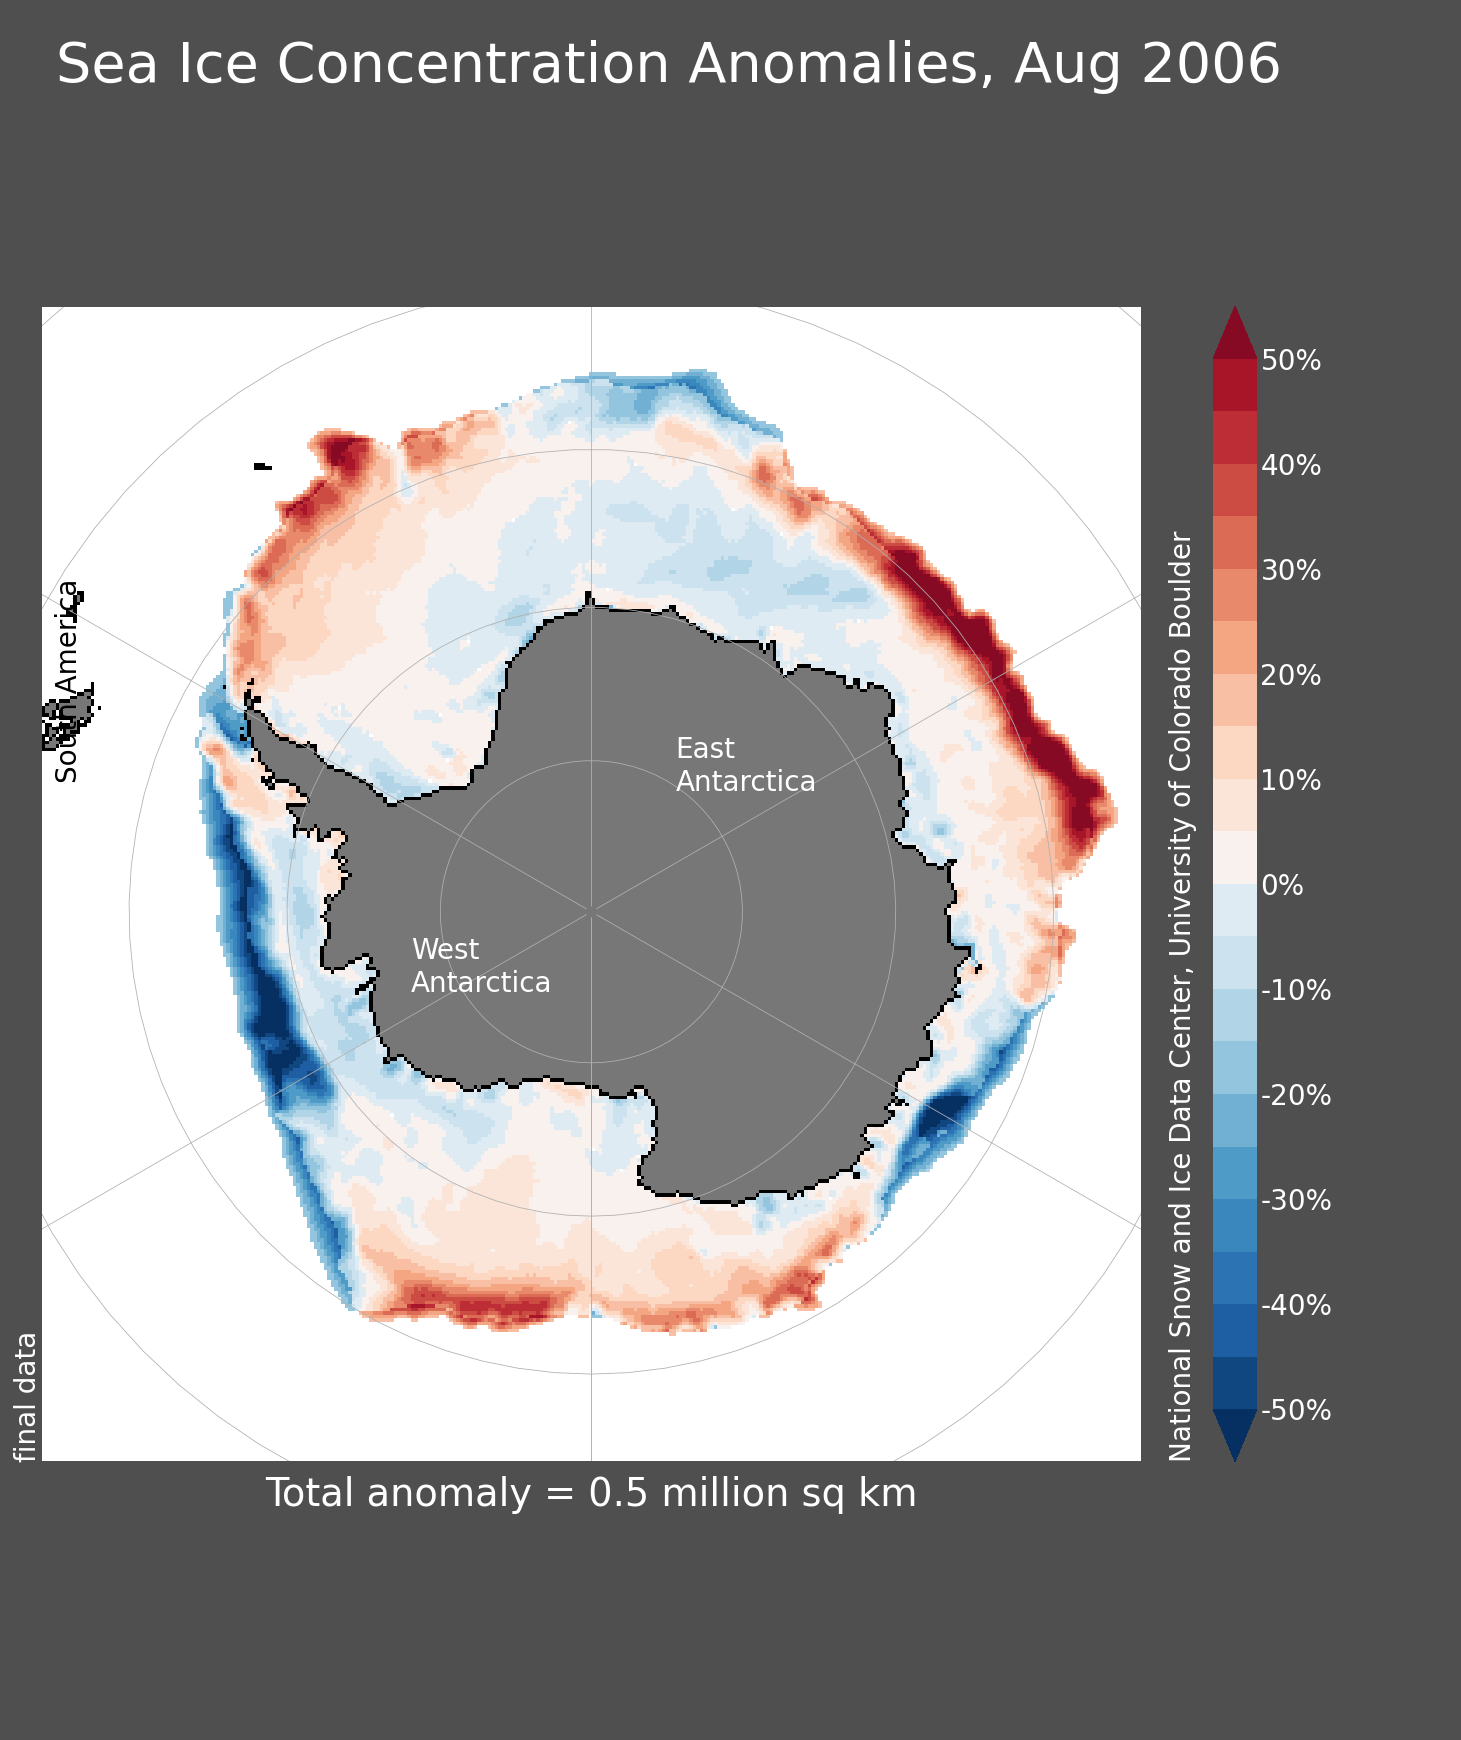 Sea Ice Concentration Anomalies, Aug 2006
South America
East
Antarctica
West
Antarctica
final data
National Snow and Ice Data Center, University of Colorado Boulder
50%
40%
30%
20%
10%
0%
-10%
-20%
-30%
-40%
-50%
Total anomaly = 0.5 million sq km